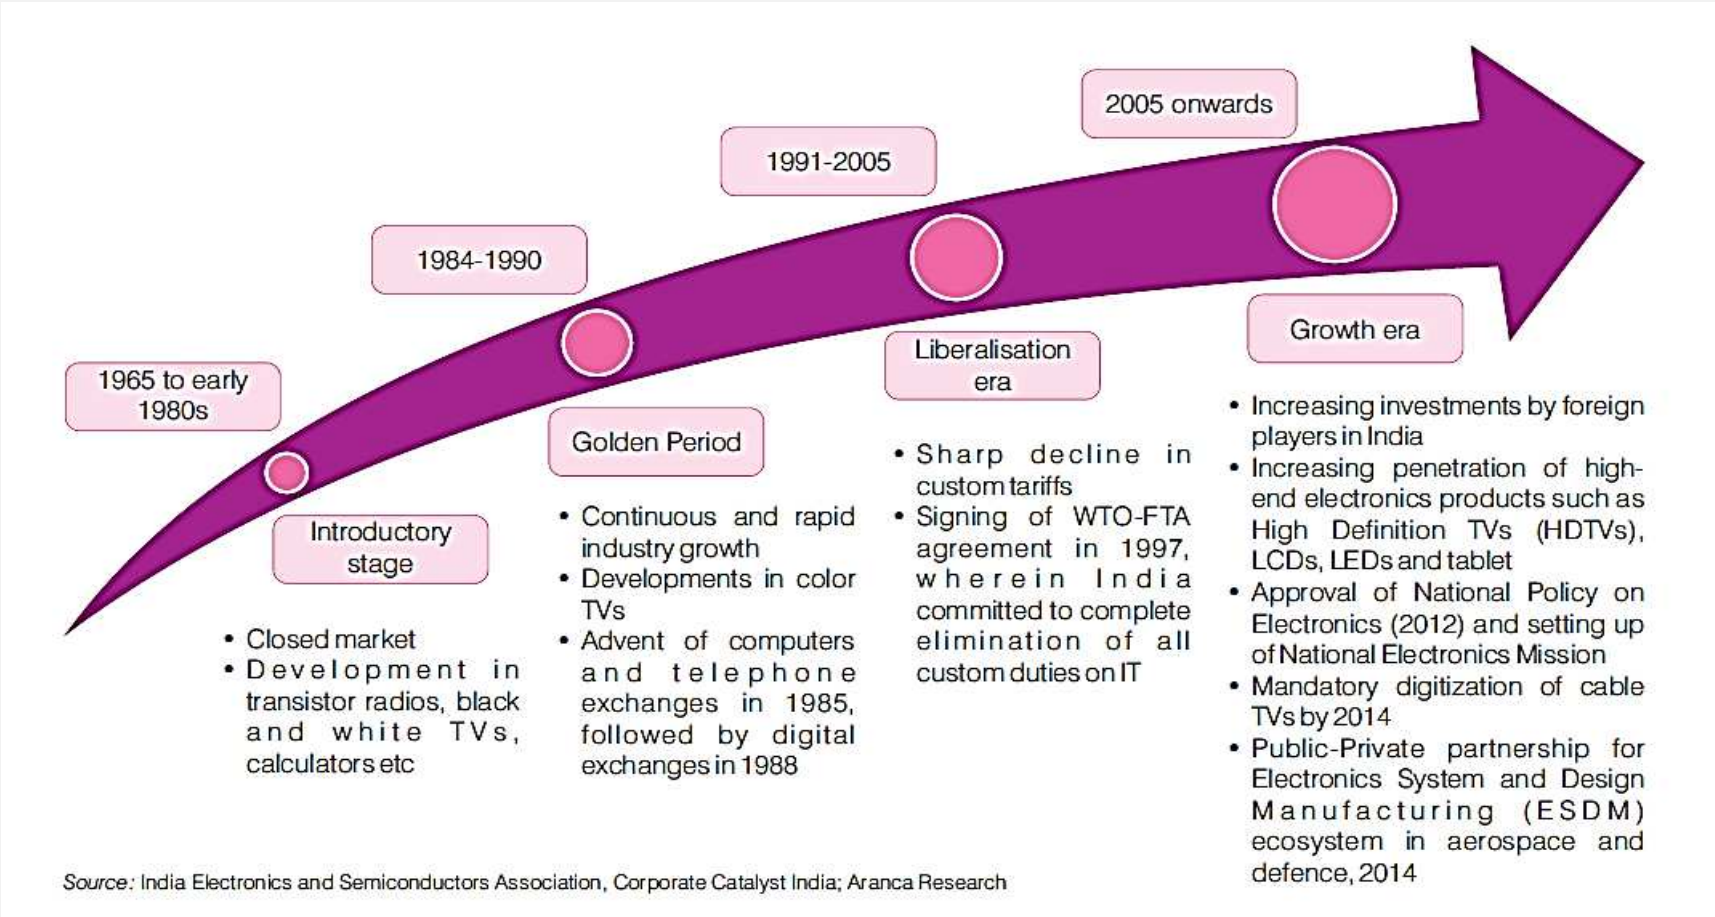 1965 to early
1980s
Introductory
stage
• Closed market
• Development in
transistor radios, black
and white TVs,
calculators etc
1984-1990
Golden Period
• Continuous and rapid
industry growth
• Developments in color
TVs
• Advent of computers
and telephone
exchanges in 1985,
followed by digital
exchanges in 1988
1991-2005
Liberalisation
era
• Sharp decline in
custom tariffs
• Signing of WTO-FTA
agreement in 1997,
wherein India
committed to complete
elimination of all
custom duties on IT
2005 onwards
Growth era
• Increasing investments by foreign
players in India
• Increasing penetration of high-
end electronics products such as
High Definition TVs (HDTVs),
LCDs, LEDs and tablet
• Approval of National Policy on
Electronics (2012) and setting up
of National Electronics Mission
• Mandatory digitization of cable
TVs by 2014
• Public-Private partnership for
Electronics System and Design
Manufacturing (ESDM)
ecosystem in aerospace and
defence, 2014
Source: India Electronics and Semiconductors Association, Corporate Catalyst India; Aranca Research